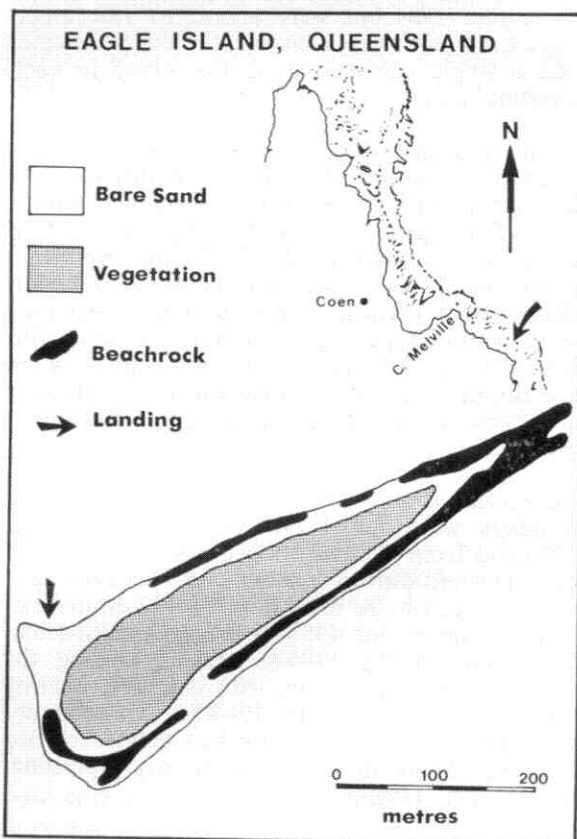 EAGLE ISLAND, QUEENSLAND
N
Bare Sand
Vegetation
Coen
C. Melville
Beachrock
Landing
0 100 200
metres